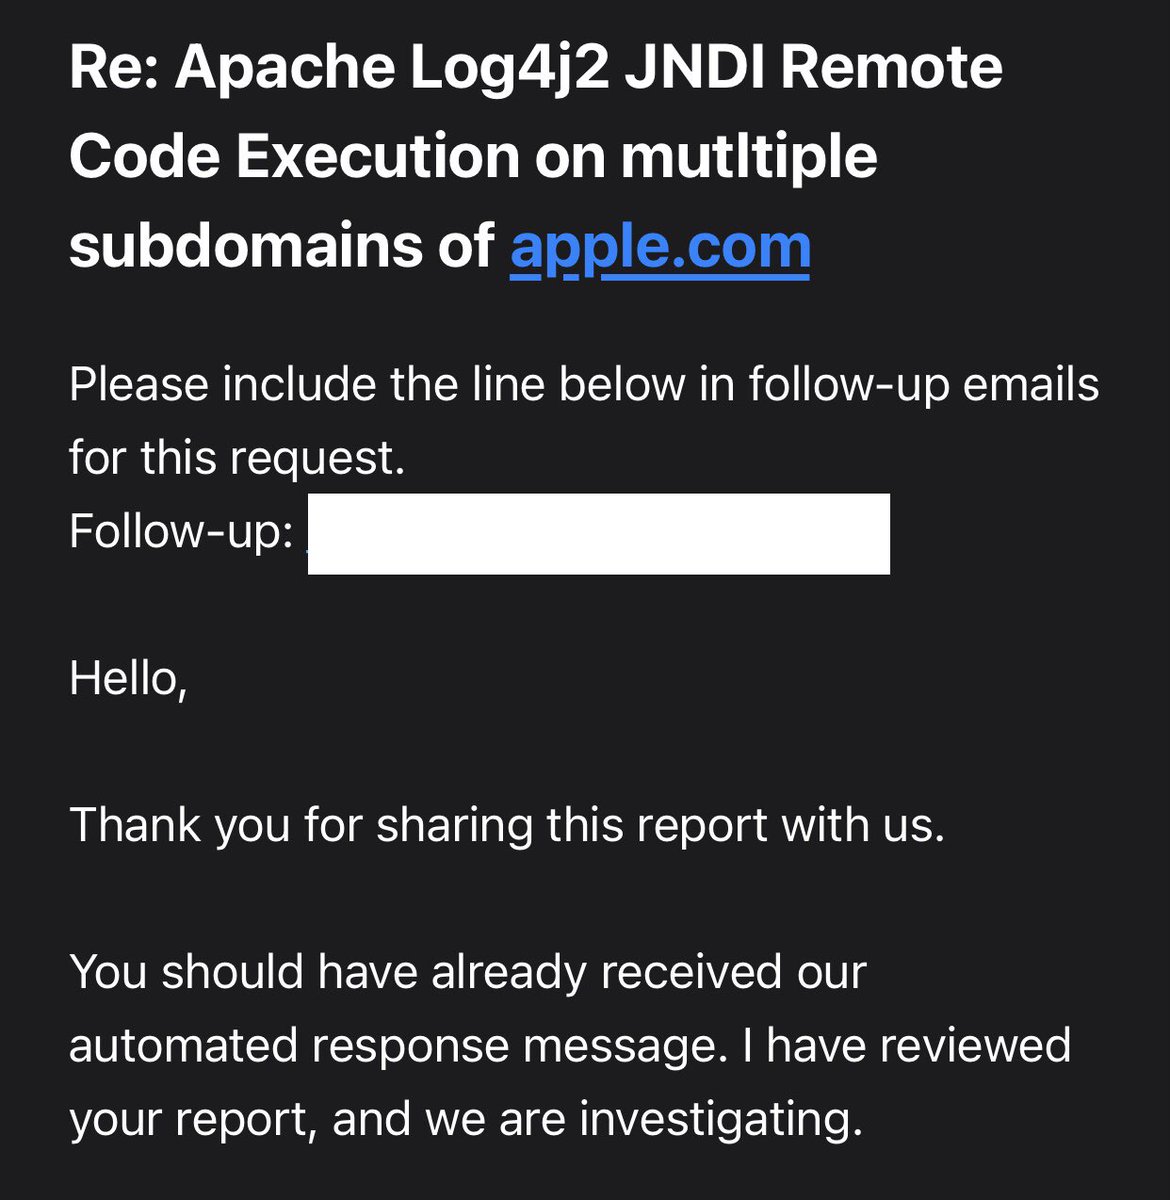 Re: Apache Log4j2 JNDI Remote
Code Execution on mutltiple
subdomains of apple.com
Please include the line below in follow-up emails
for this request.
Follow-up:
Hello,
Thank you for sharing this report with us.
You should have already received our
automated response message. I have reviewed
your report, and we are investigating.